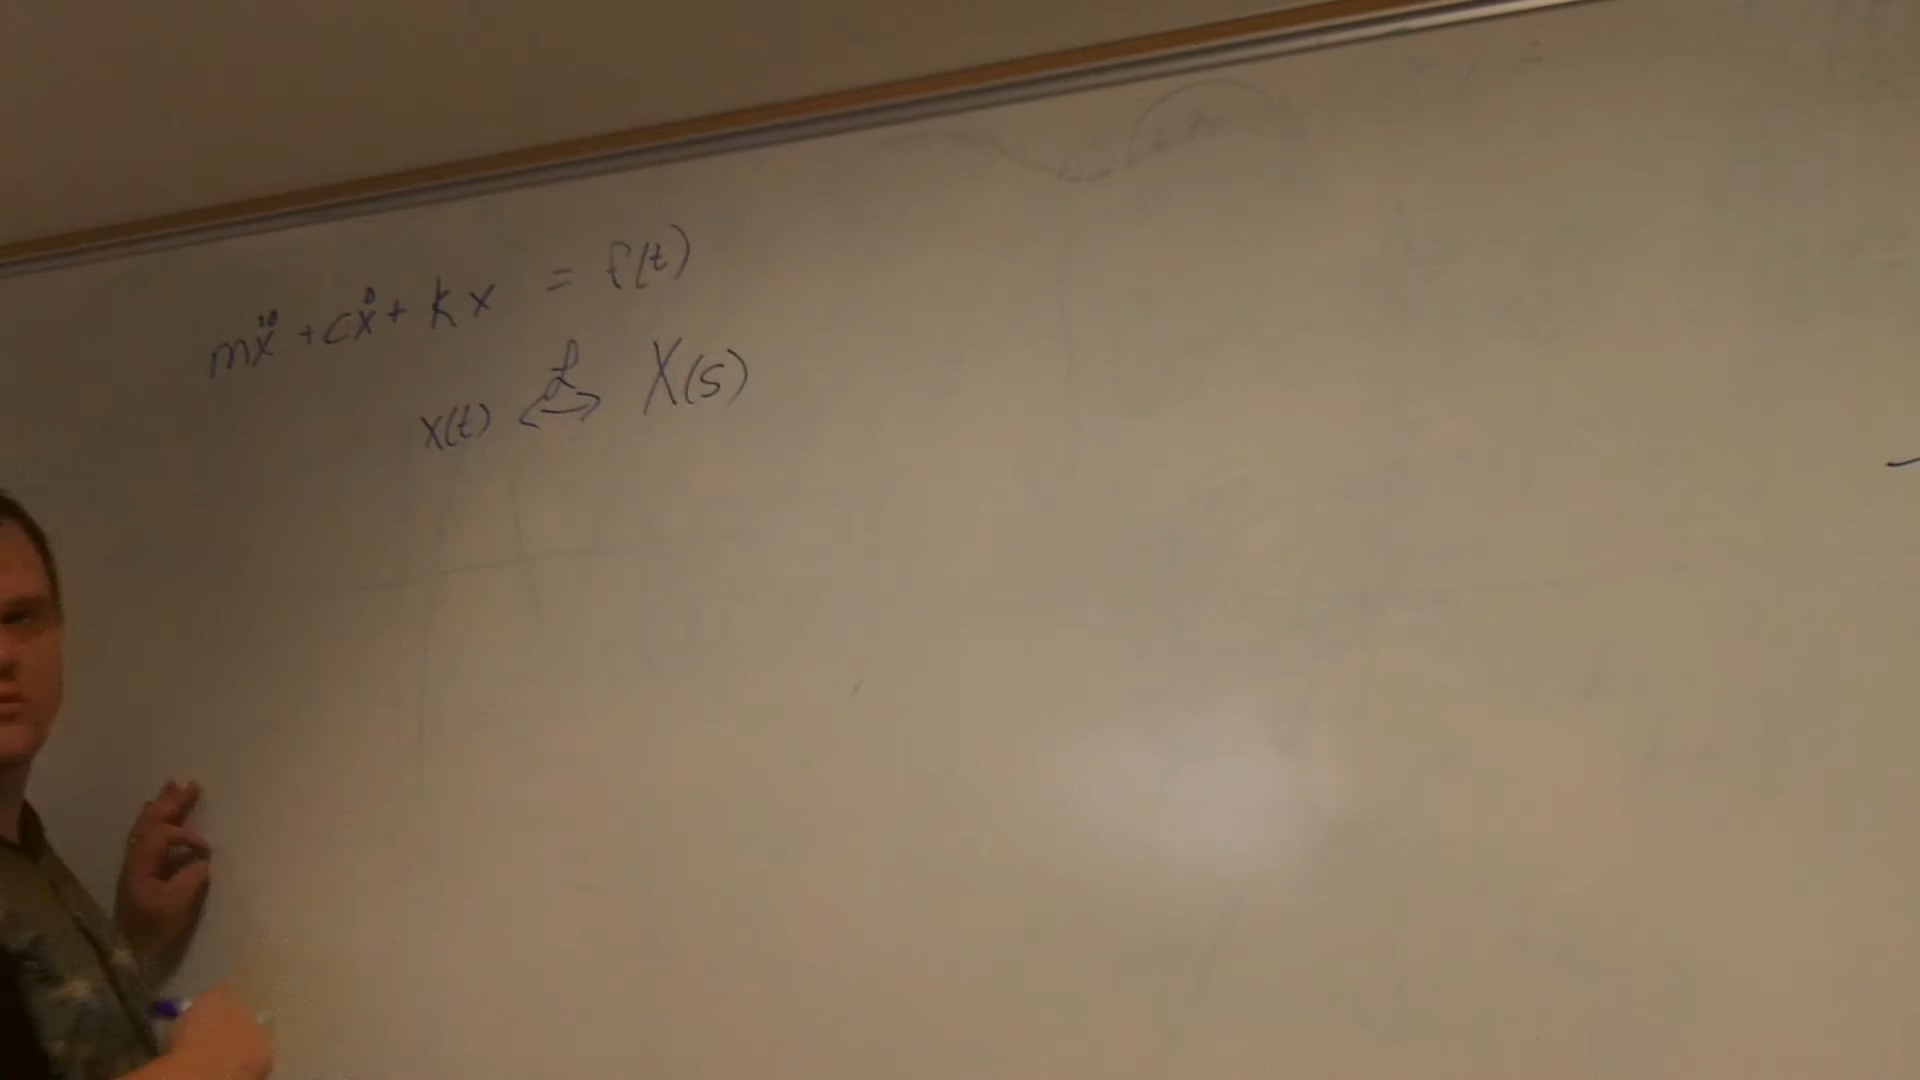 mẍ + cẋ + kx = f(t)
x(t) ⟺ℒ X(s)